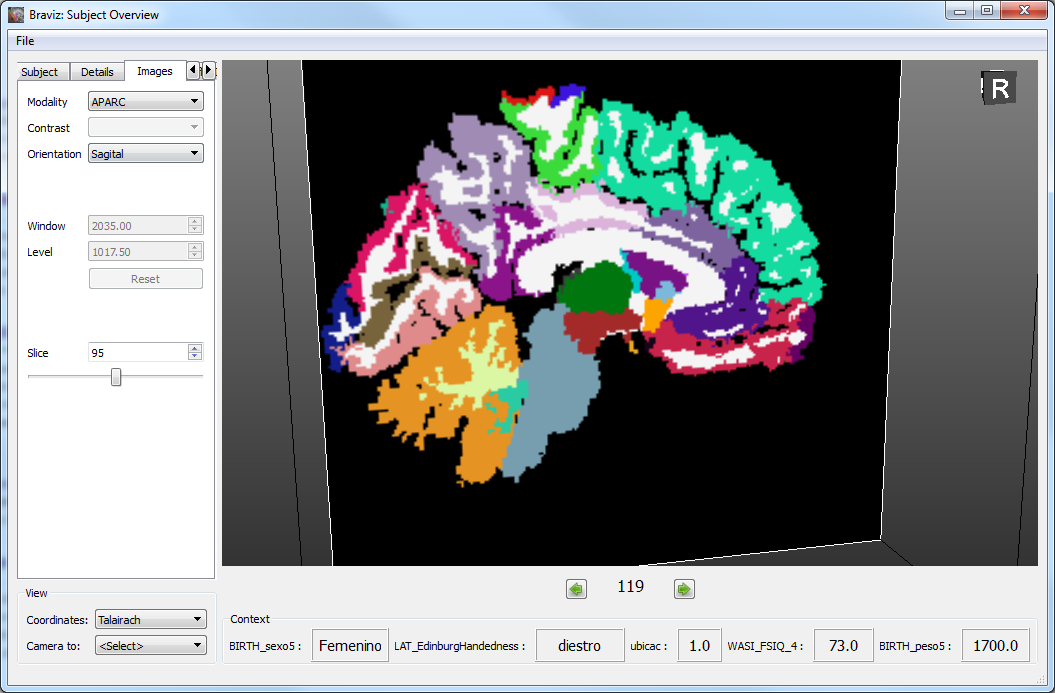 Braviz: Subject Overview
File
Subject Details Images
Modality APARC
Contrast
Orientation Sagital
Window 2035.00
Level 1017.50
Reset
Slice 95
R
119
View
Coordinates: Talairach
Camera to: <Select>
Context
BIRTH_sexo5 : Femenino LAT_EdinburgHandedness : diestro ubicac : 1.0 WASI_FSIQ_4 : 73.0 BIRTH_peso5 : 1700.0